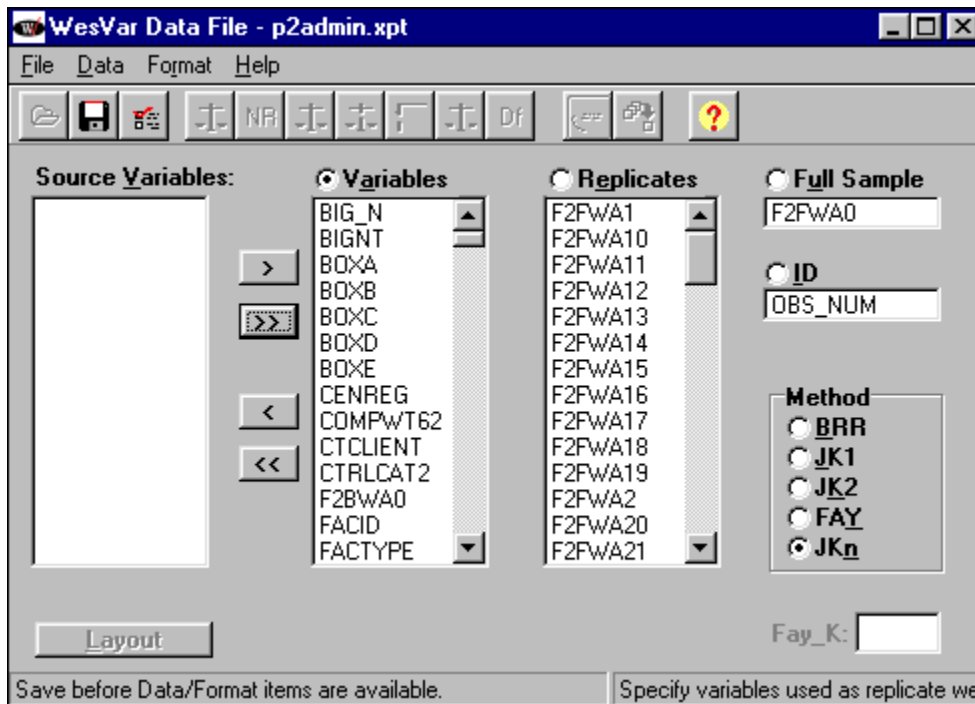 WesVar Data File - p2admin.xpt
File Data Format Help
NR Df ?
Source Variables:
Variables
BIG_N
BIGNT
BOXA
BOXB
BOXC
BOXD
BOXE
CENREG
COMPWT62
CTCLIENT
CTRLCAT2
F2BWA0
FACID
FACTYPE
>
>>
<
<<
Replicates
F2FWA1
F2FWA10
F2FWA11
F2FWA12
F2FWA13
F2FWA14
F2FWA15
F2FWA16
F2FWA17
F2FWA18
F2FWA19
F2FWA2
F2FWA20
F2FWA21
Full Sample
F2FWA0
ID
OBS_NUM
Method
BRR
JK1
JK2
FAY
JKn
Layout
Fay_K:
Save before Data/Format items are available.
Specify variables used as replicate we